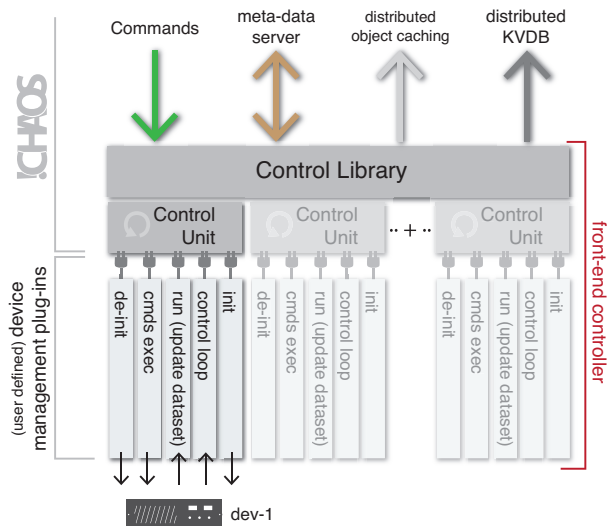 Commands
meta-data
server
distributed
object caching
distributed
KVDB
!CHAOS
Control Library
Control
Unit
Control
Unit
·· + ··
Control
Unit
de-init
cmds exec
run (update dataset)
control loop
init
de-init
cmds exec
run (update dataset)
control loop
init
de-init
cmds exec
run (update dataset)
control loop
init
(user defined) device
management plug-ins
front-end controller
dev-1